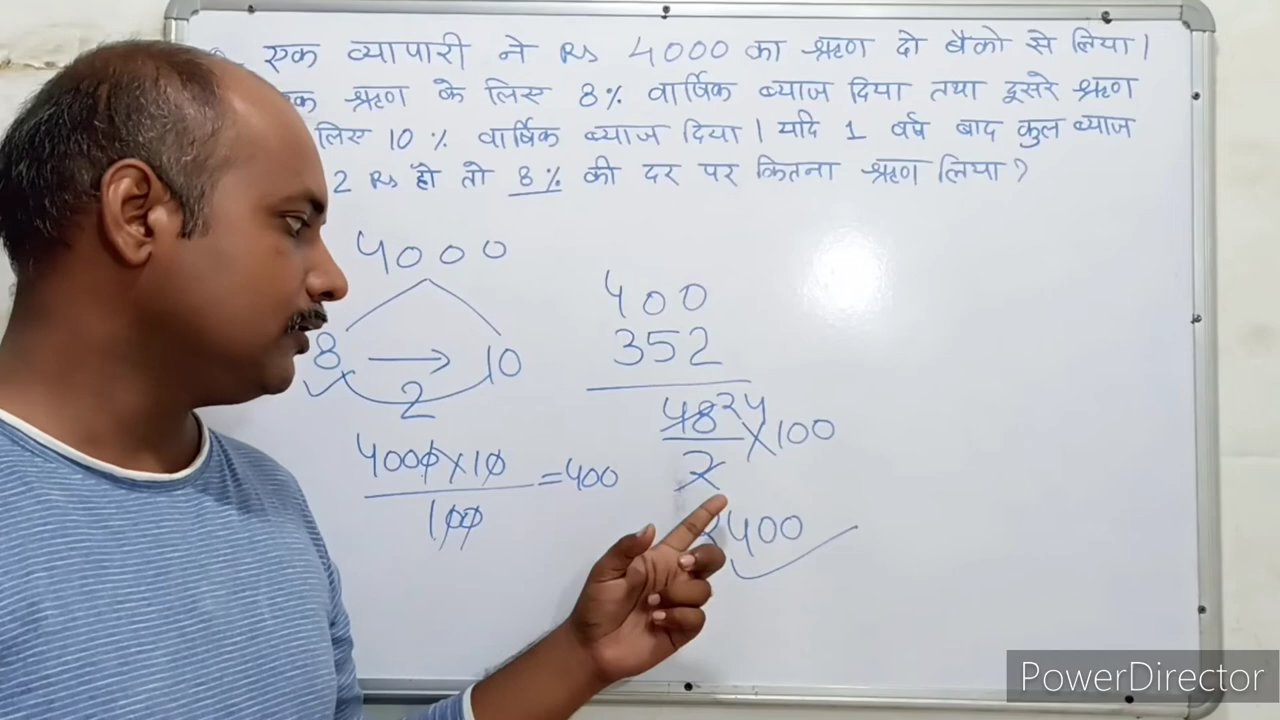 एक व्यापारी ने Rs 4000 का ऋण दो बैंको से लिया।
ऋण के लिए 8% वार्षिक ब्याज दिया तथा दूसरे ऋण
लिए 10% वार्षिक ब्याज दिया। यदि 1 वर्ष बाद कुल ब्याज
2 Rs हो तो 8% की दर पर कितना ऋण लिया?
4000
8 → 10
2
4000 × 10 = 400
100
400
352
48 24 × 100
2
2400
PowerDirector